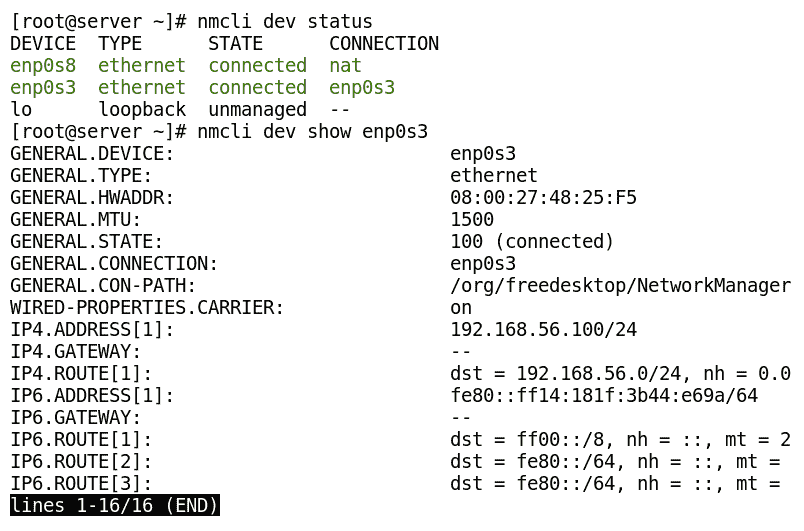 [root@server ~]# nmcli dev status
DEVICE  TYPE      STATE      CONNECTION
enp0s8  ethernet  connected  nat
enp0s3  ethernet  connected  enp0s3
lo      loopback  unmanaged  --
[root@server ~]# nmcli dev show enp0s3
GENERAL.DEVICE:                         enp0s3
GENERAL.TYPE:                           ethernet
GENERAL.HWADDR:                         08:00:27:48:25:F5
GENERAL.MTU:                            1500
GENERAL.STATE:                          100 (connected)
GENERAL.CONNECTION:                     enp0s3
GENERAL.CON-PATH:                       /org/freedesktop/NetworkManager
WIRED-PROPERTIES.CARRIER:               on
IP4.ADDRESS[1]:                         192.168.56.100/24
IP4.GATEWAY:                            --
IP4.ROUTE[1]:                           dst = 192.168.56.0/24, nh = 0.0
IP6.ADDRESS[1]:                         fe80::ff14:181f:3b44:e69a/64
IP6.GATEWAY:                            --
IP6.ROUTE[1]:                           dst = ff00::/8, nh = ::, mt = 2
IP6.ROUTE[2]:                           dst = fe80::/64, nh = ::, mt =
IP6.ROUTE[3]:                           dst = fe80::/64, nh = ::, mt =
lines 1-16/16 (END)